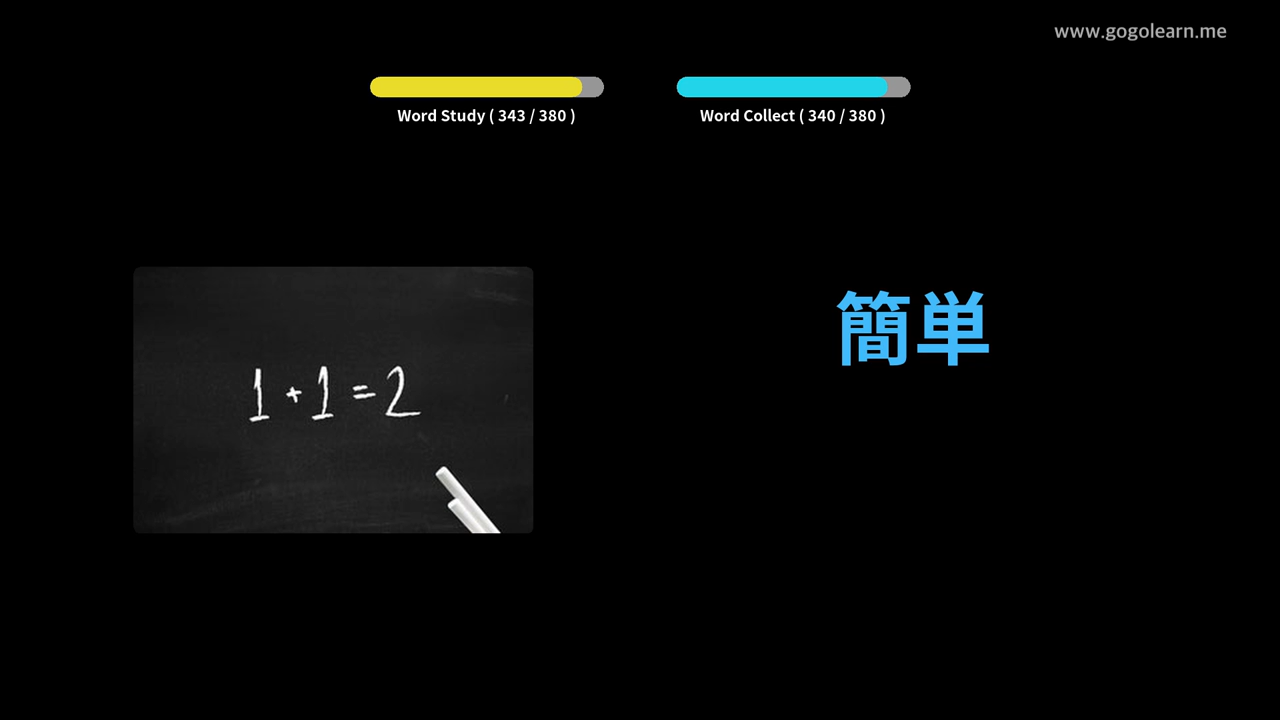 www.gogolearn.me
Word Study ( 343 / 380 )
Word Collect ( 340 / 380 )
1 + 1 = 2
簡単